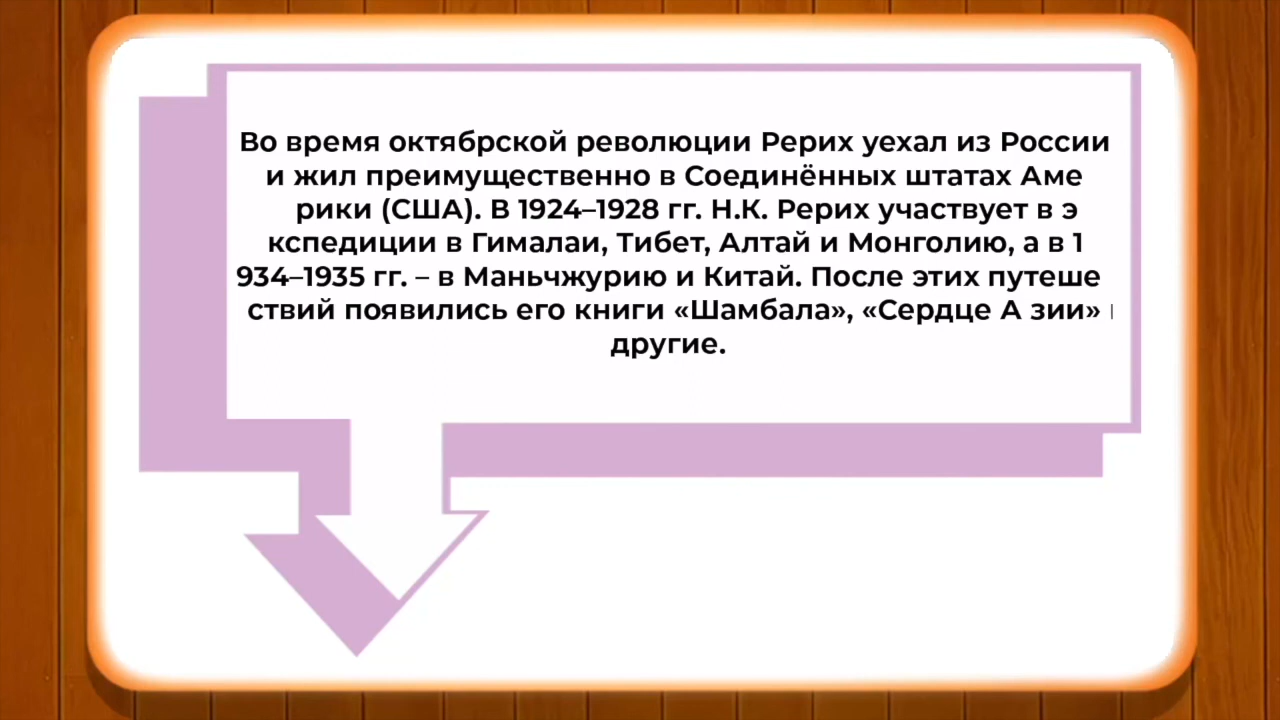 Во время октябрской революции Рерих уехал из России
и жил преимущественно в Соединённых штатах Аме
рики (США). В 1924–1928 гг. Н.К. Рерих участвует в э
кспедиции в Гималаи, Тибет, Алтай и Монголию, а в 1
934–1935 гг. – в Маньчжурию и Китай. После этих путеше
ствий появились его книги «Шамбала», «Сердце А зии»
другие.